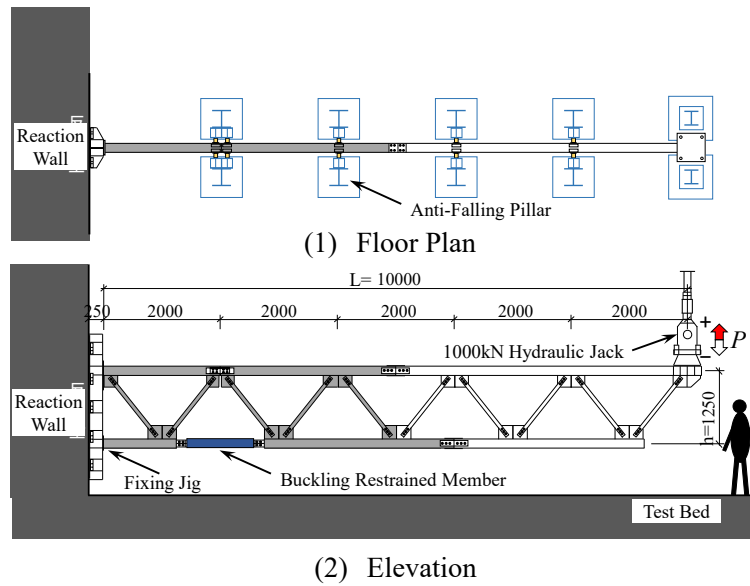 Reaction
Wall
Anti-Falling Pillar
(1) Floor Plan
L= 10000
250
2000
2000
2000
2000
2000
+
P
1000kN Hydraulic Jack
−
Reaction
Wall
h=1250
Fixing Jig
Buckling Restrained Member
Test Bed
(2) Elevation